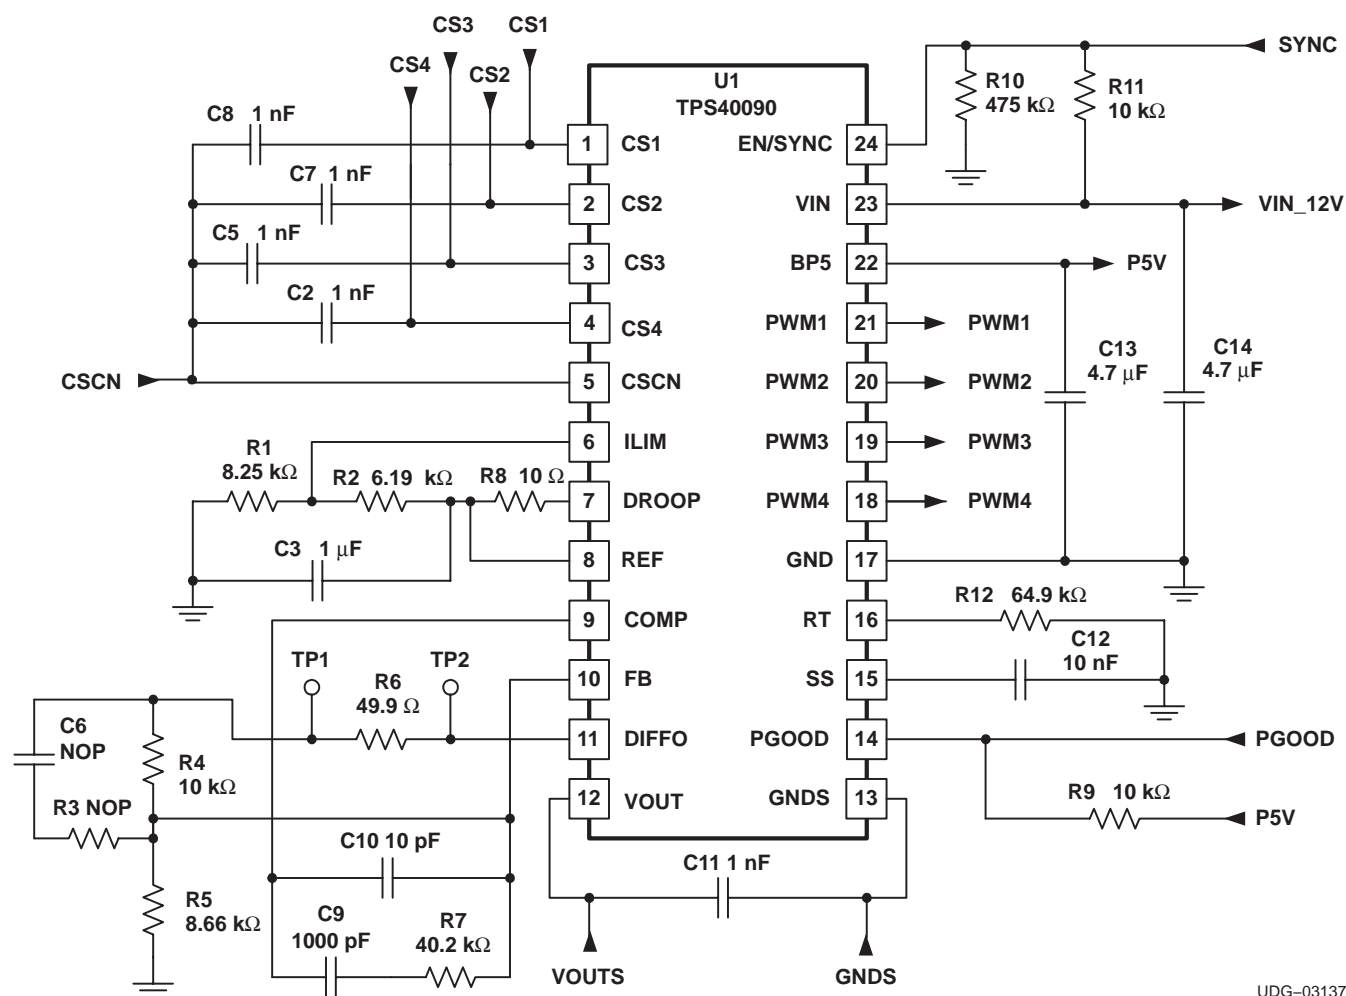 CS3 CS1
CS4 CS2
SYNC
U1
TPS40090
R10
475 kΩ
R11
10 kΩ
C8 1 nF
1 CS1
EN/SYNC 24
C7 1 nF
2 CS2
VIN 23
VIN_12V
C5 1 nF
3 CS3
BP5 22
P5V
C2 1 nF
4 CS4
PWM1 21
PWM1
C13
4.7 μF
C14
4.7 μF
CSCN
5 CSCN
PWM2 20
PWM2
R1
8.25 kΩ
6 ILIM
PWM3 19
PWM3
R2 6.19 kΩ
R8 10 Ω
7 DROOP
PWM4 18
PWM4
C3 1 μF
8 REF
GND 17
R12 64.9 kΩ
9 COMP
RT 16
C12
10 nF
TP1 TP2
R6
49.9 Ω
10 FB
SS 15
C6
NOP
R4
10 kΩ
11 DIFFO
PGOOD 14
PGOOD
R3 NOP
12 VOUT
GNDS 13
R9 10 kΩ
P5V
C10 10 pF
C11 1 nF
R5
8.66 kΩ
C9
1000 pF
R7
40.2 kΩ
VOUTS
GNDS
UDG–03137